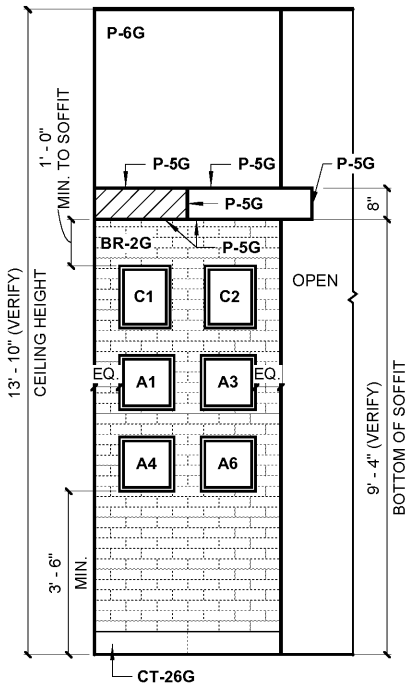 P-6G
1' - 0"
MIN. TO SOFFIT
P-5G
P-5G
P-5G
P-5G
8"
BR-2G
P-5G
OPEN
C1
C2
13' - 10" (VERIFY)
CEILING HEIGHT
EQ.
A1
A3
EQ.
A4
A6
9' - 4" (VERIFY)
BOTTOM OF SOFFIT
3' - 6"
MIN.
CT-26G